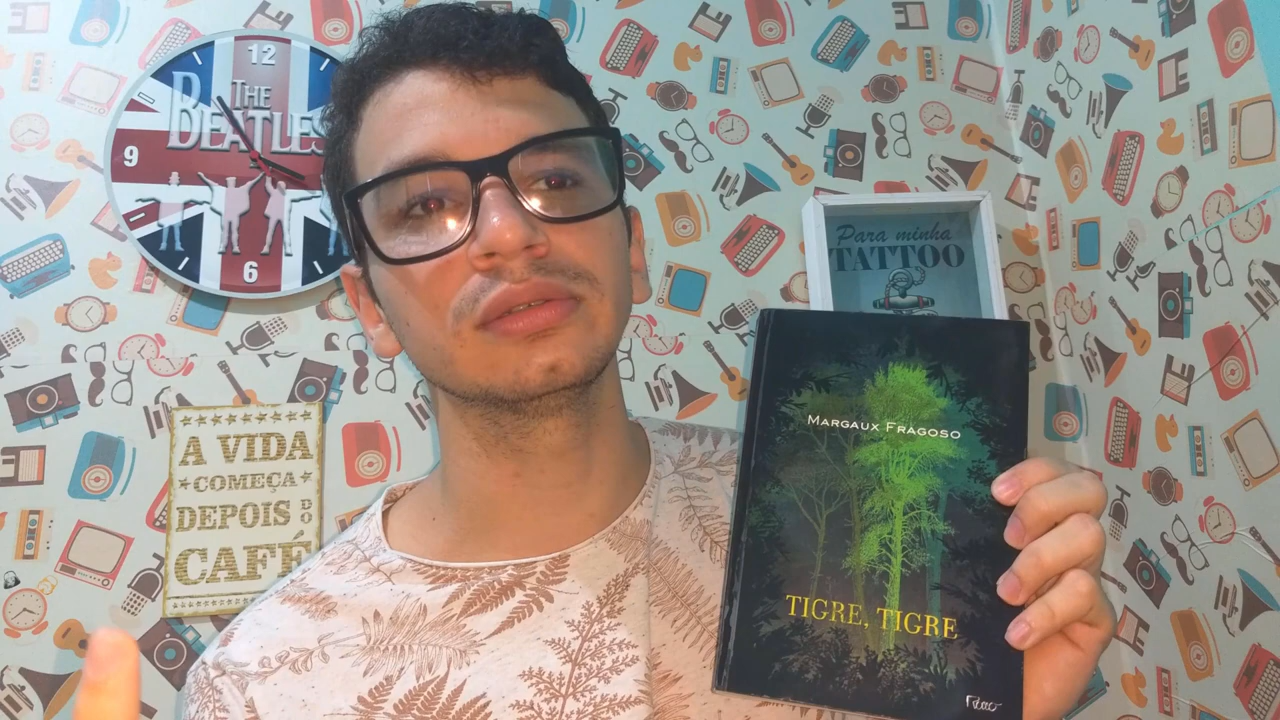 12
THE
BEATLES
9
6
Para minha
TATTOO
A VIDA
COMEÇA
DEPOIS DO
CAFÉ
MARGAUX FRAGOSO
TIGRE, TIGRE